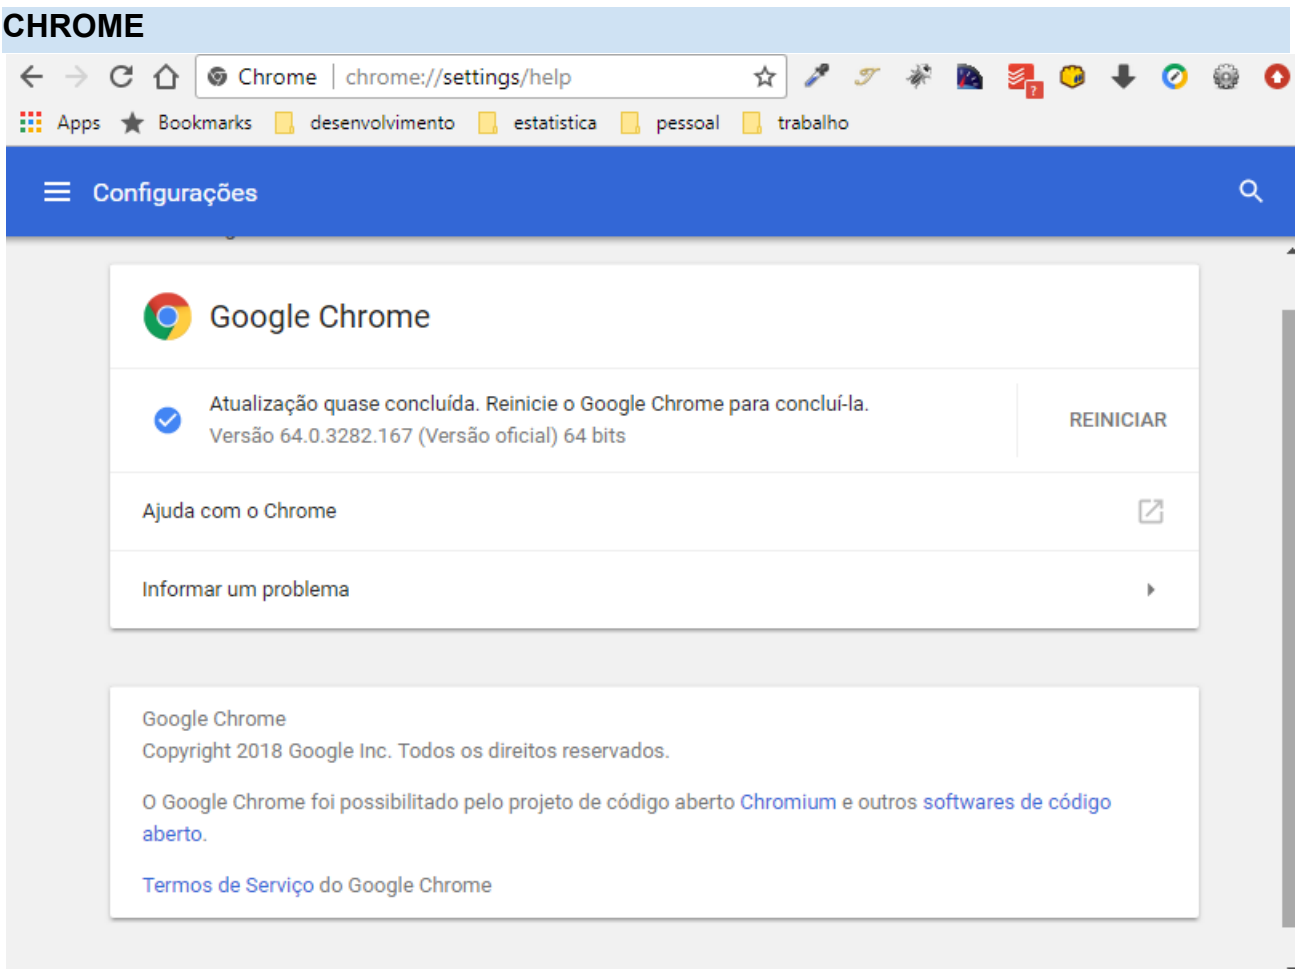 CHROME
Chrome | chrome://settings/help
?
Apps Bookmarks desenvolvimento estatistica pessoal trabalho
Configurações
Google Chrome
Atualização quase concluída. Reinicie o Google Chrome para concluí-la.
Versão 64.0.3282.167 (Versão oficial) 64 bits
REINICIAR
Ajuda com o Chrome
Informar um problema
Google Chrome
Copyright 2018 Google Inc. Todos os direitos reservados.
O Google Chrome foi possibilitado pelo projeto de código aberto Chromium e outros softwares de código
aberto.
Termos de Serviço do Google Chrome